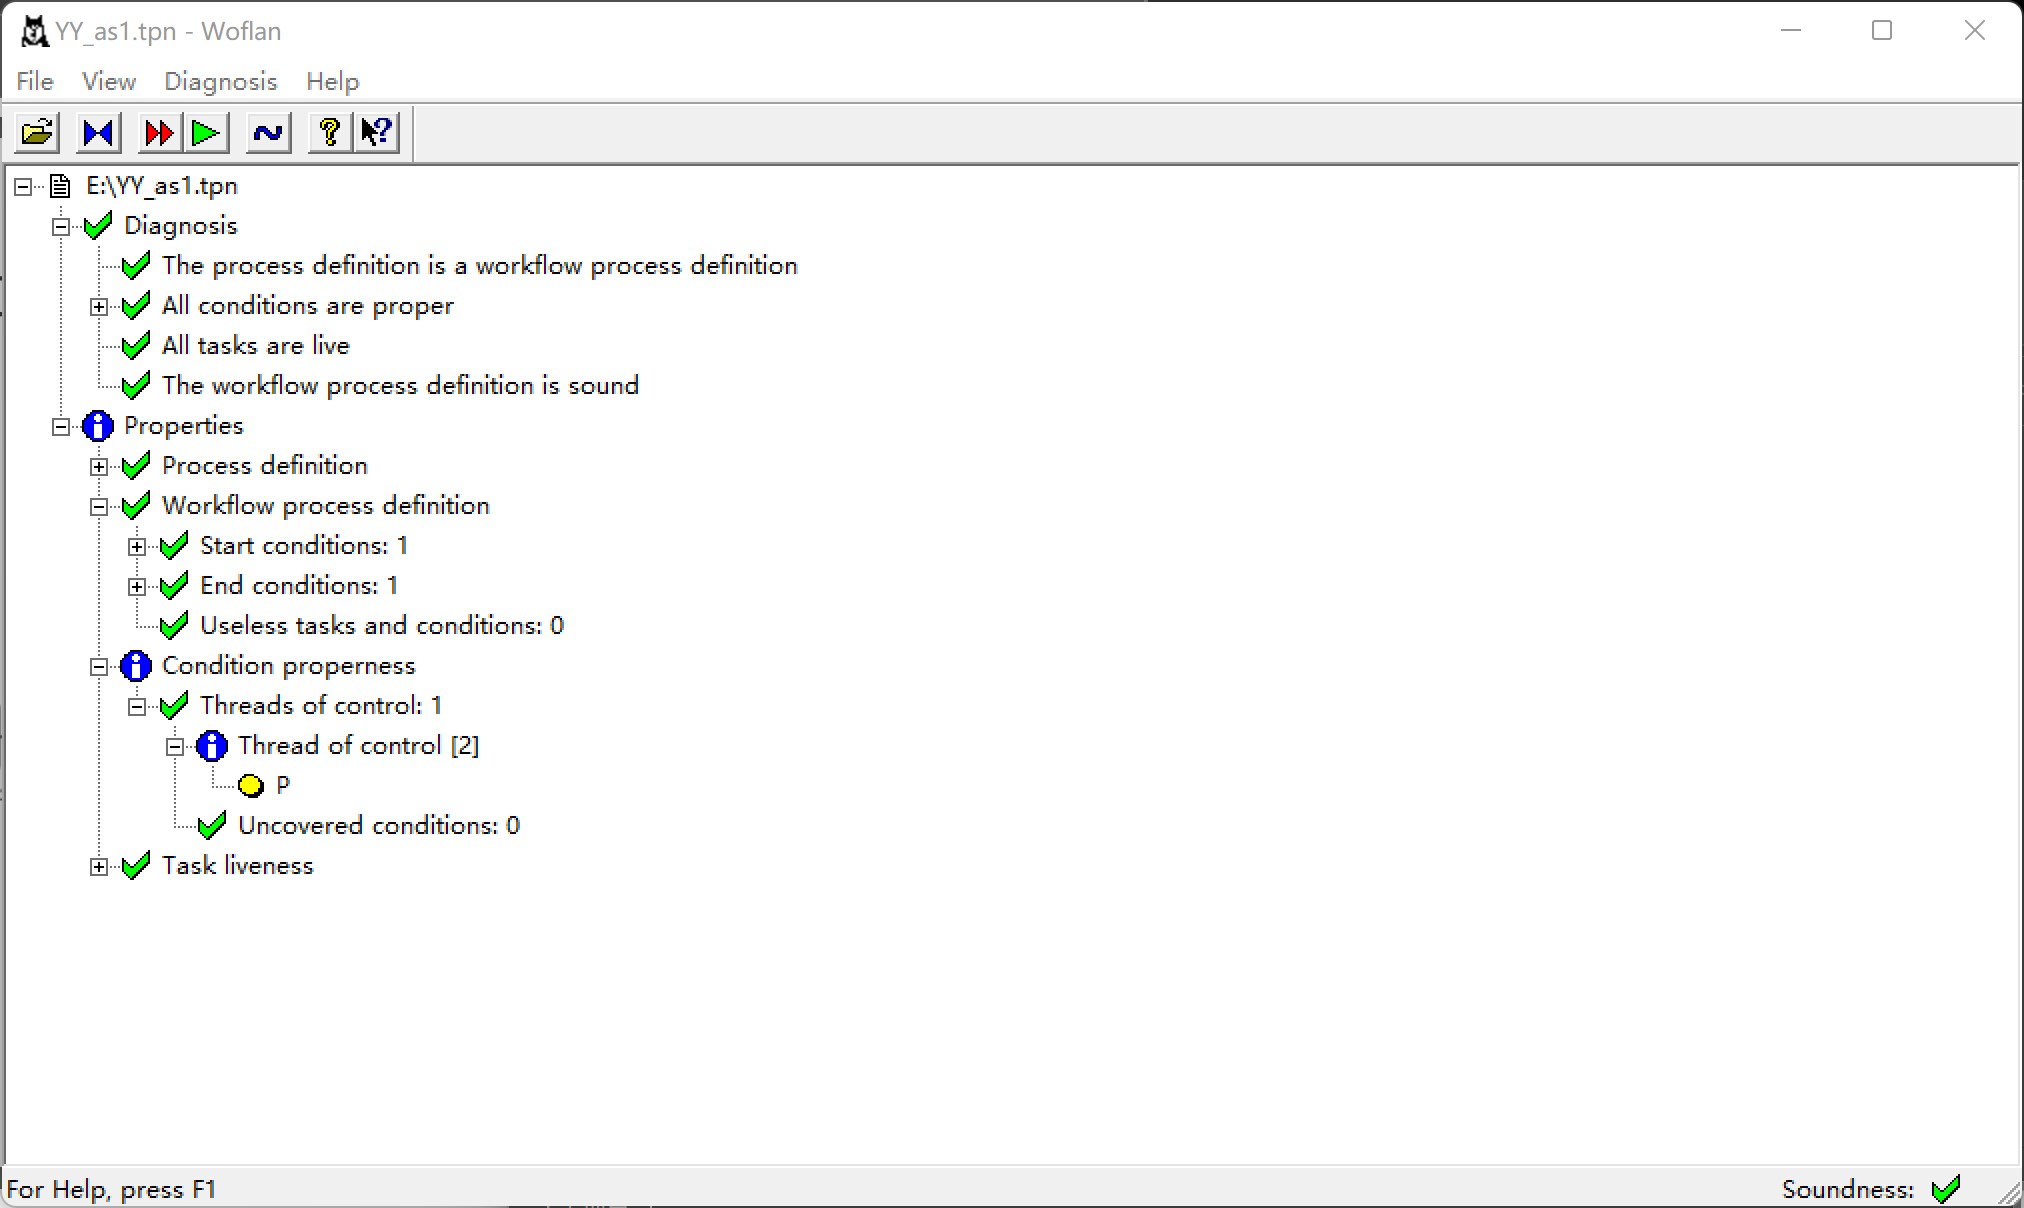 YY_as1.tpn - Woflan
File View Diagnosis Help
E:\YY_as1.tpn
Diagnosis
The process definition is a workflow process definition
All conditions are proper
All tasks are live
The workflow process definition is sound
Properties
Process definition
Workflow process definition
Start conditions: 1
End conditions: 1
Useless tasks and conditions: 0
Condition properness
Threads of control: 1
Thread of control [2]
P
Uncovered conditions: 0
Task liveness
For Help, press F1 Soundness: